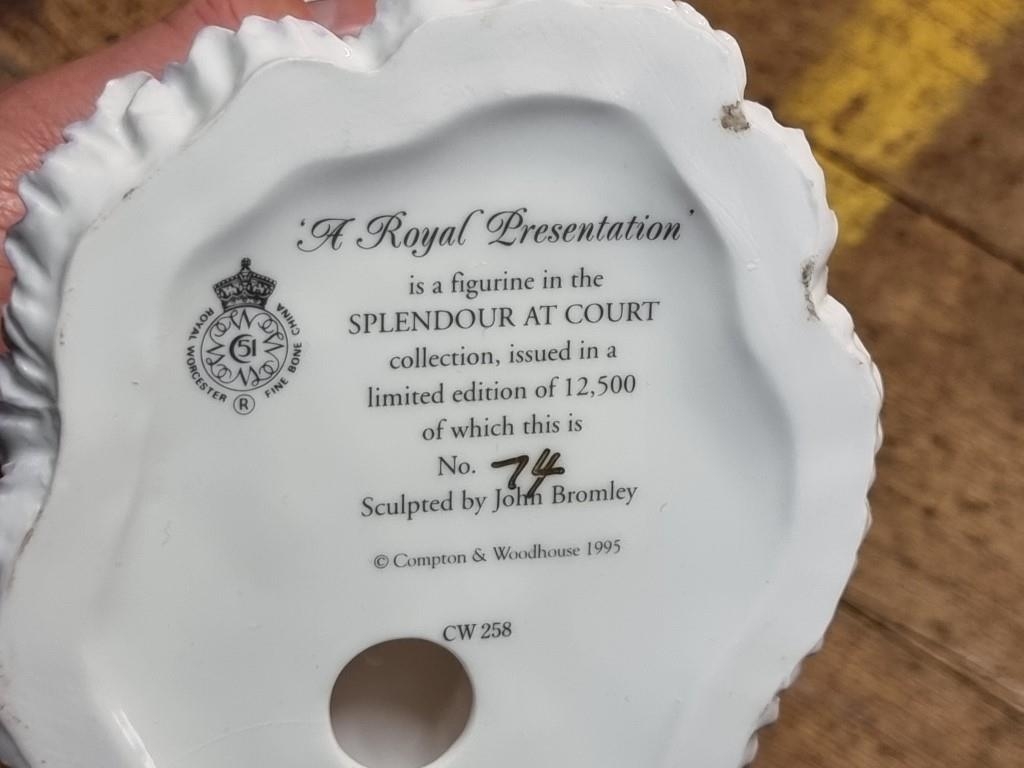 'A Royal Presentation'
is a figurine in the
SPLENDOUR AT COURT
collection, issued in a
limited edition of 12,500
of which this is
No. 74
Sculpted by John Bromley
© Compton & Woodhouse 1995
CW 258
ROYAL WORCESTER
FINE BONE CHINA
51
®